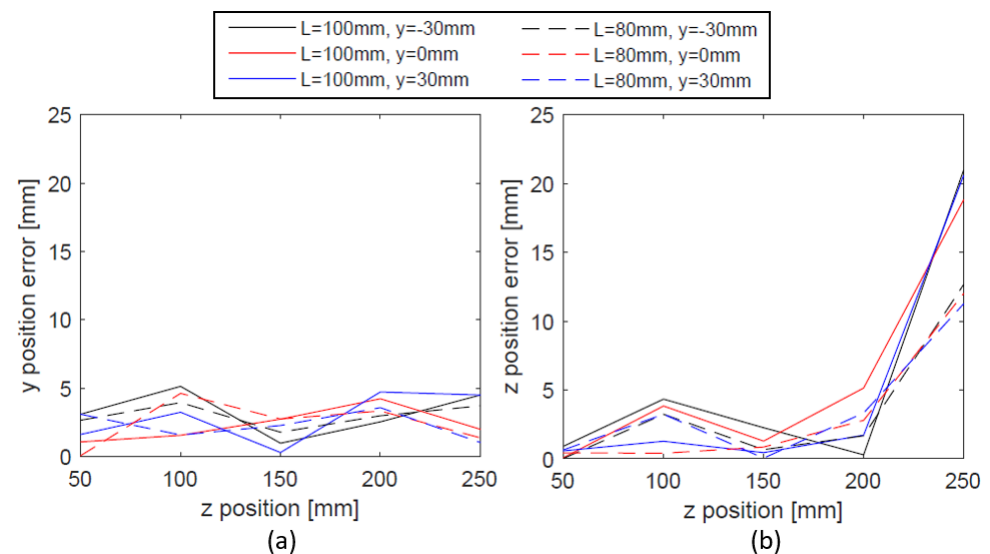 L=100mm, y=-30mm
L=100mm, y=0mm
L=100mm, y=30mm
L=80mm, y=-30mm
L=80mm, y=0mm
L=80mm, y=30mm
25
20
15
10
5
0
y position error [mm]
50 100 150 200 250
z position [mm]
(a)
25
20
15
10
5
0
z position error [mm]
50 100 150 200 250
z position [mm]
(b)